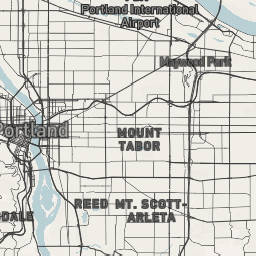 Portland International
Airport
Maywood Park
Portland
MOUNT
TABOR
REED
MT. SCOTT-
ARLETA
DALE